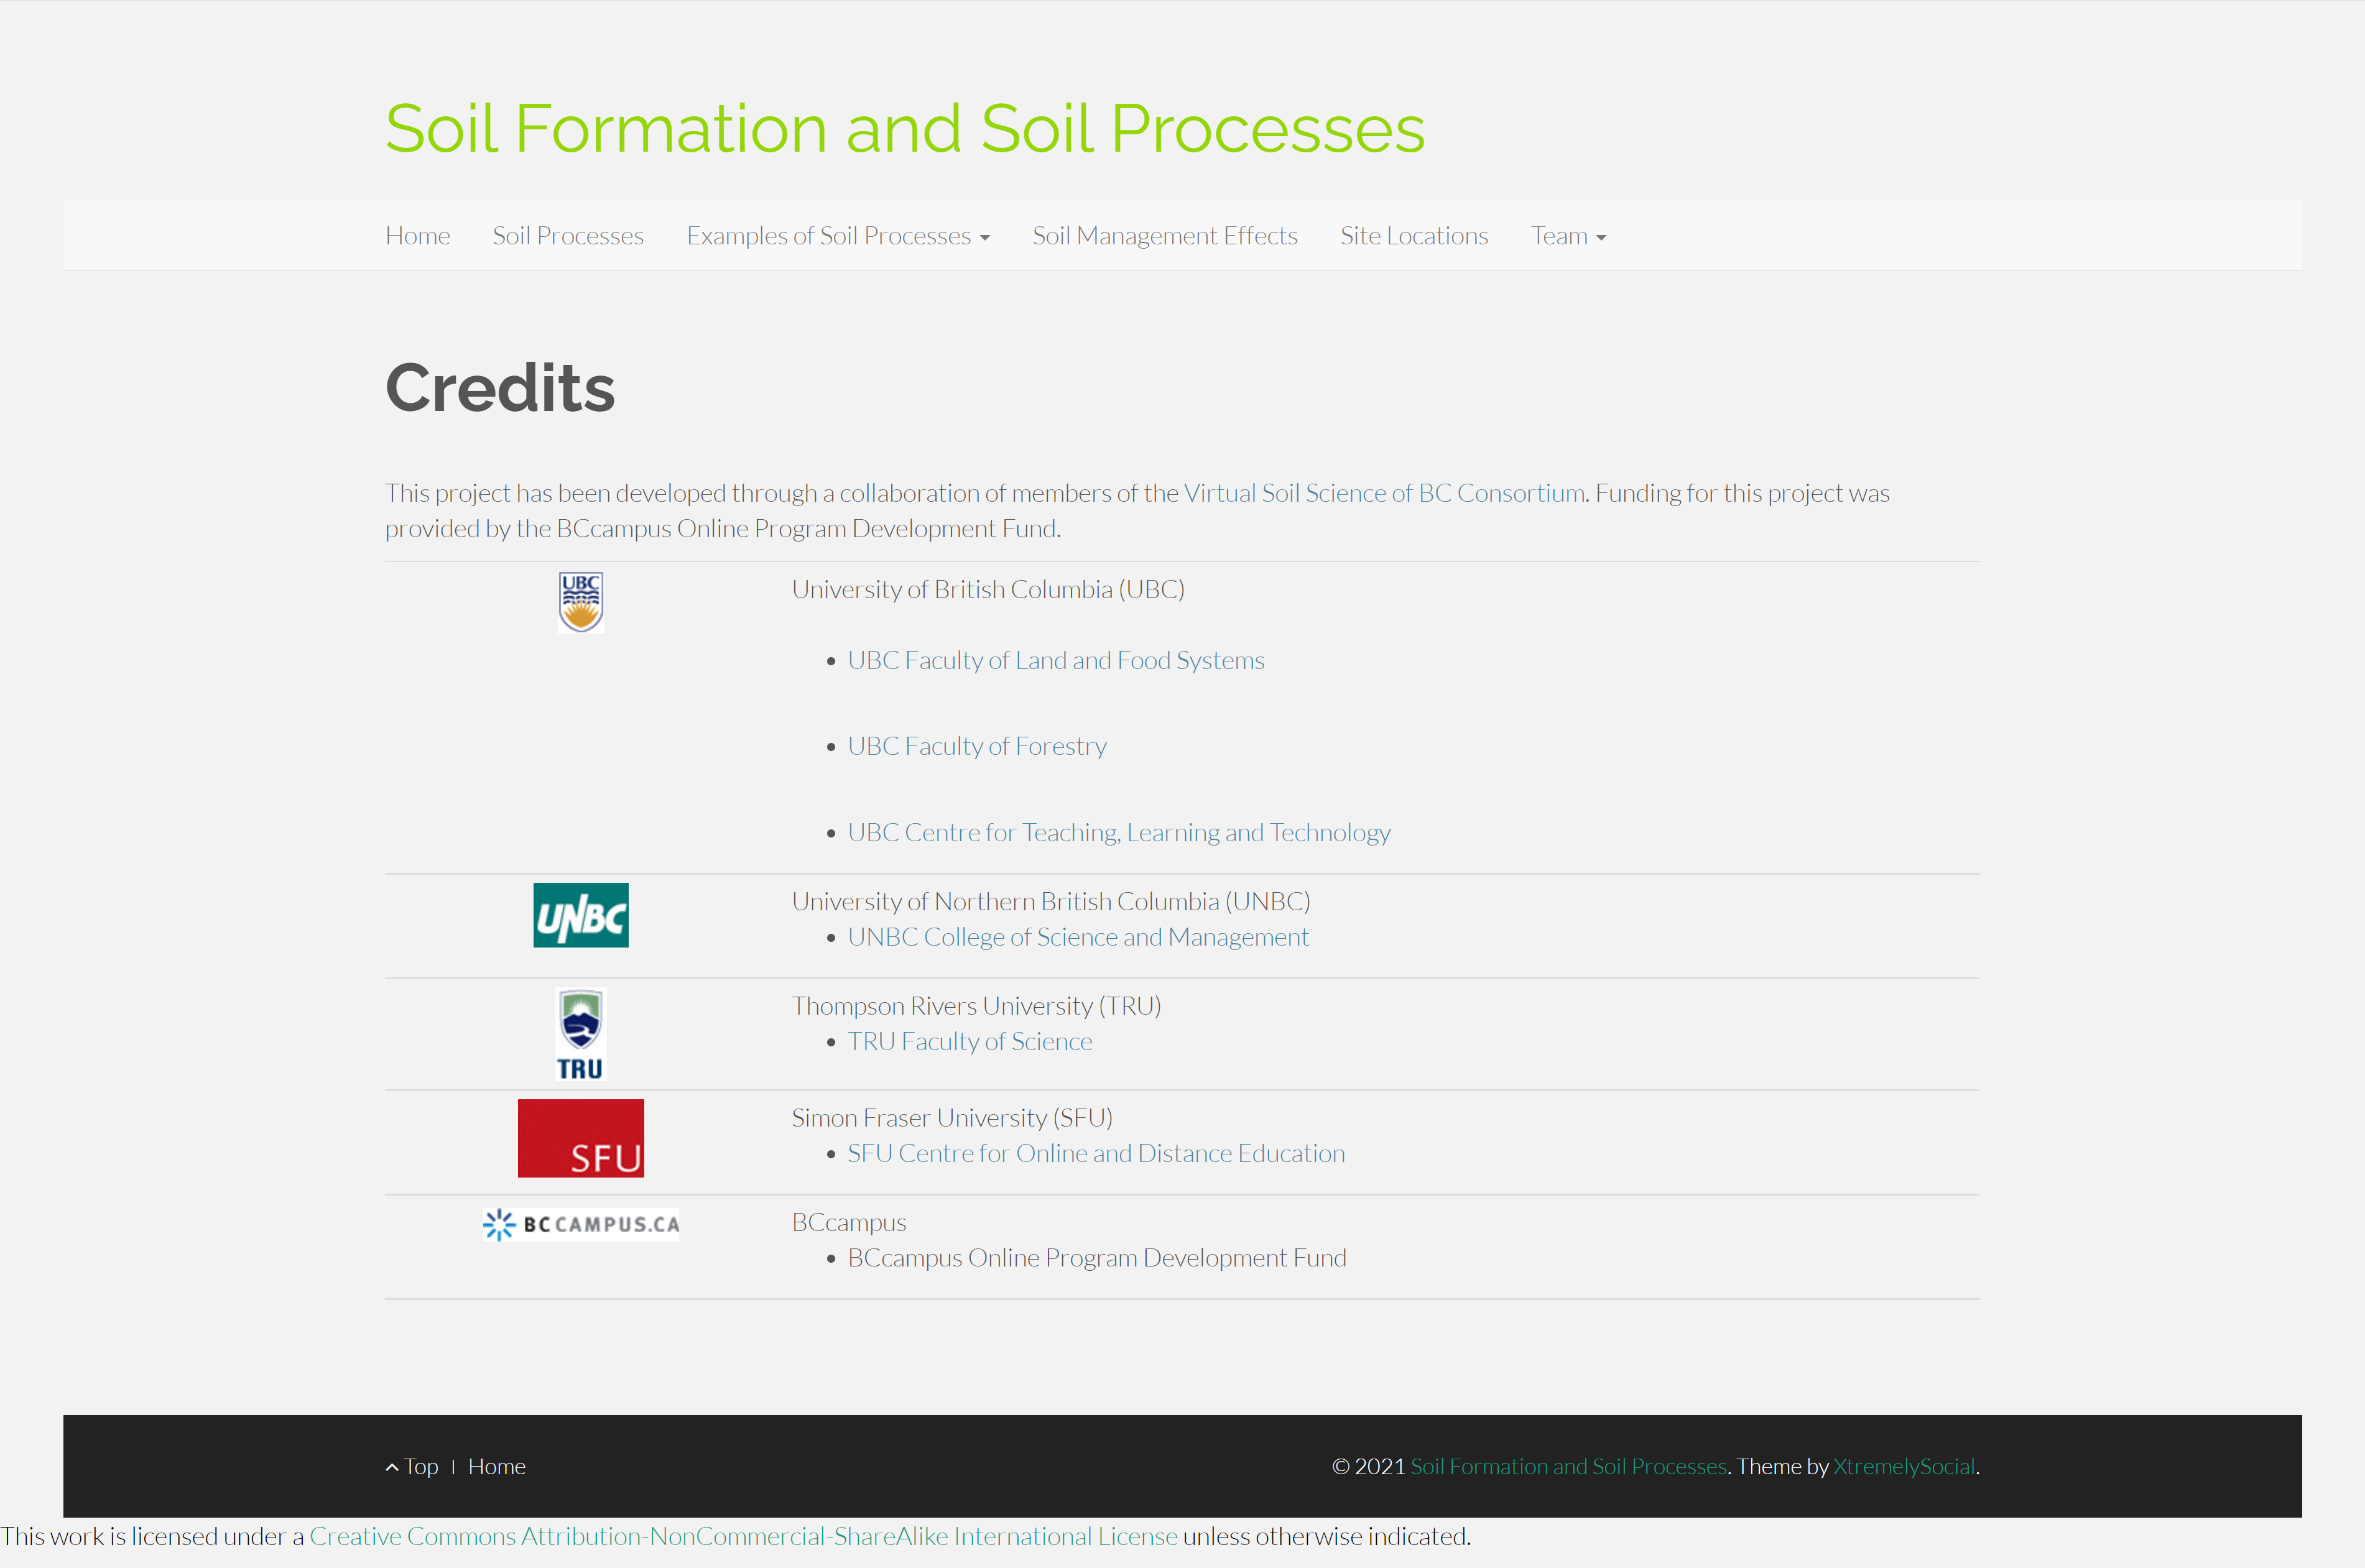 Soil Formation and Soil Processes
Home Soil Processes Examples of Soil Processes Soil Management Effects Site Locations Team
Credits
This project has been developed through a collaboration of members of the Virtual Soil Science of BC Consortium. Funding for this project was
provided by the BCcampus Online Program Development Fund.
UBC
University of British Columbia (UBC)
• UBC Faculty of Land and Food Systems
• UBC Faculty of Forestry
• UBC Centre for Teaching, Learning and Technology
UNBC
University of Northern British Columbia (UNBC)
• UNBC College of Science and Management
TRU
Thompson Rivers University (TRU)
• TRU Faculty of Science
SFU
Simon Fraser University (SFU)
• SFU Centre for Online and Distance Education
BCCAMPUS.CA
BCcampus
• BCcampus Online Program Development Fund
Top | Home
© 2021 Soil Formation and Soil Processes. Theme by XtremelySocial.
This work is licensed under a Creative Commons Attribution-NonCommercial-ShareAlike International License unless otherwise indicated.